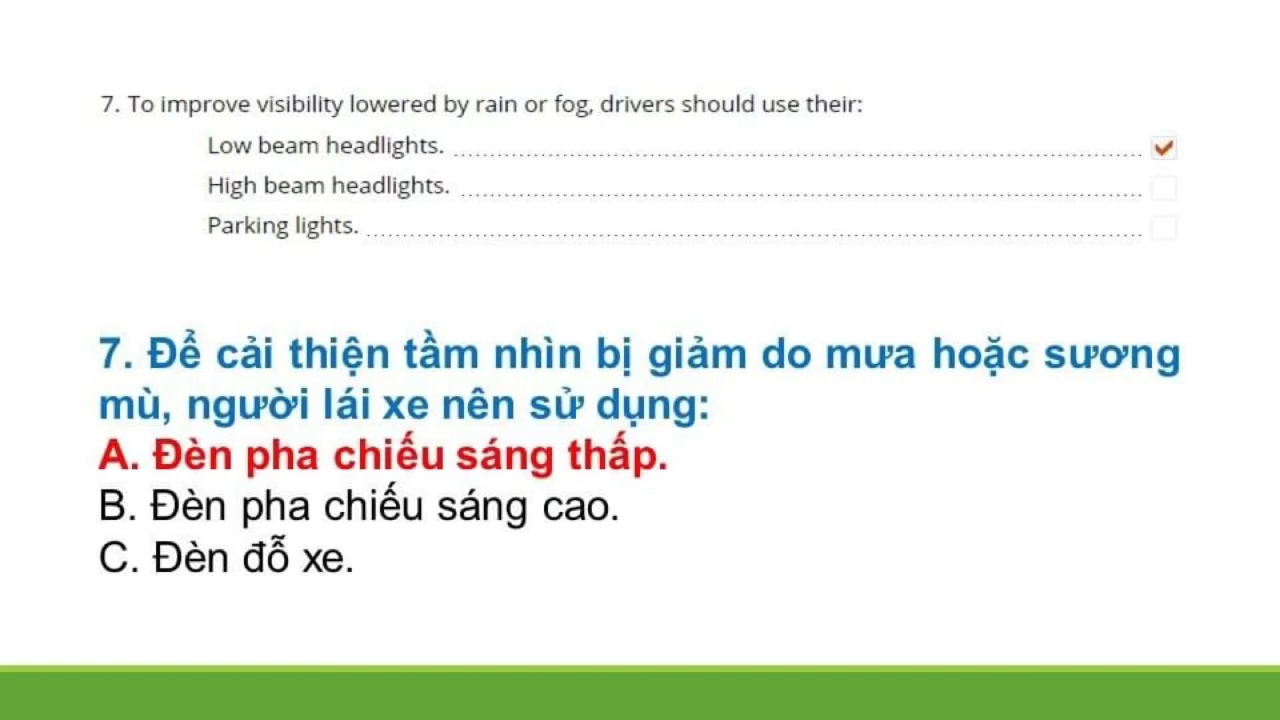 7. To improve visibility lowered by rain or fog, drivers should use their:
Low beam headlights.
High beam headlights.
Parking lights.
7. Để cải thiện tầm nhìn bị giảm do mưa hoặc sương
mù, người lái xe nên sử dụng:
A. Đèn pha chiếu sáng thấp.
B. Đèn pha chiếu sáng cao.
C. Đèn đỗ xe.